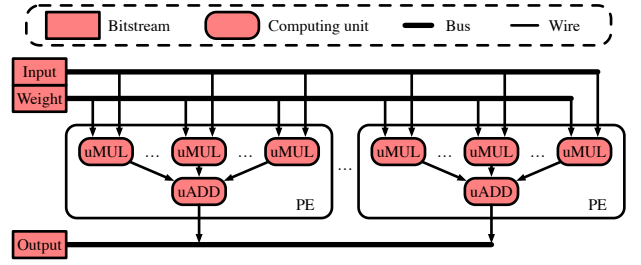 Bitstream Computing unit Bus Wire
Input
Weight
uMUL ... uMUL ... uMUL uMUL ... uMUL ... uMUL
...
uADD uADD
PE PE
Output